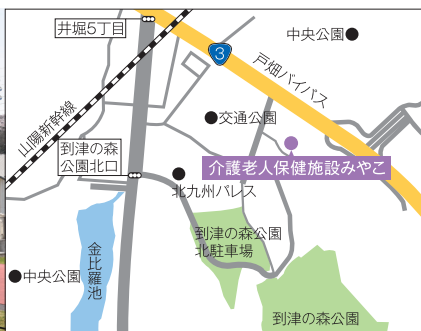 井堀5丁目
中央公園
3
戸畑バイパス
山陽新幹線
交通公園
到津の森
公園北口
介護老人保健施設みやこ
北九州パレス
到津の森公園
北駐車場
金比羅池
中央公園
到津の森公園